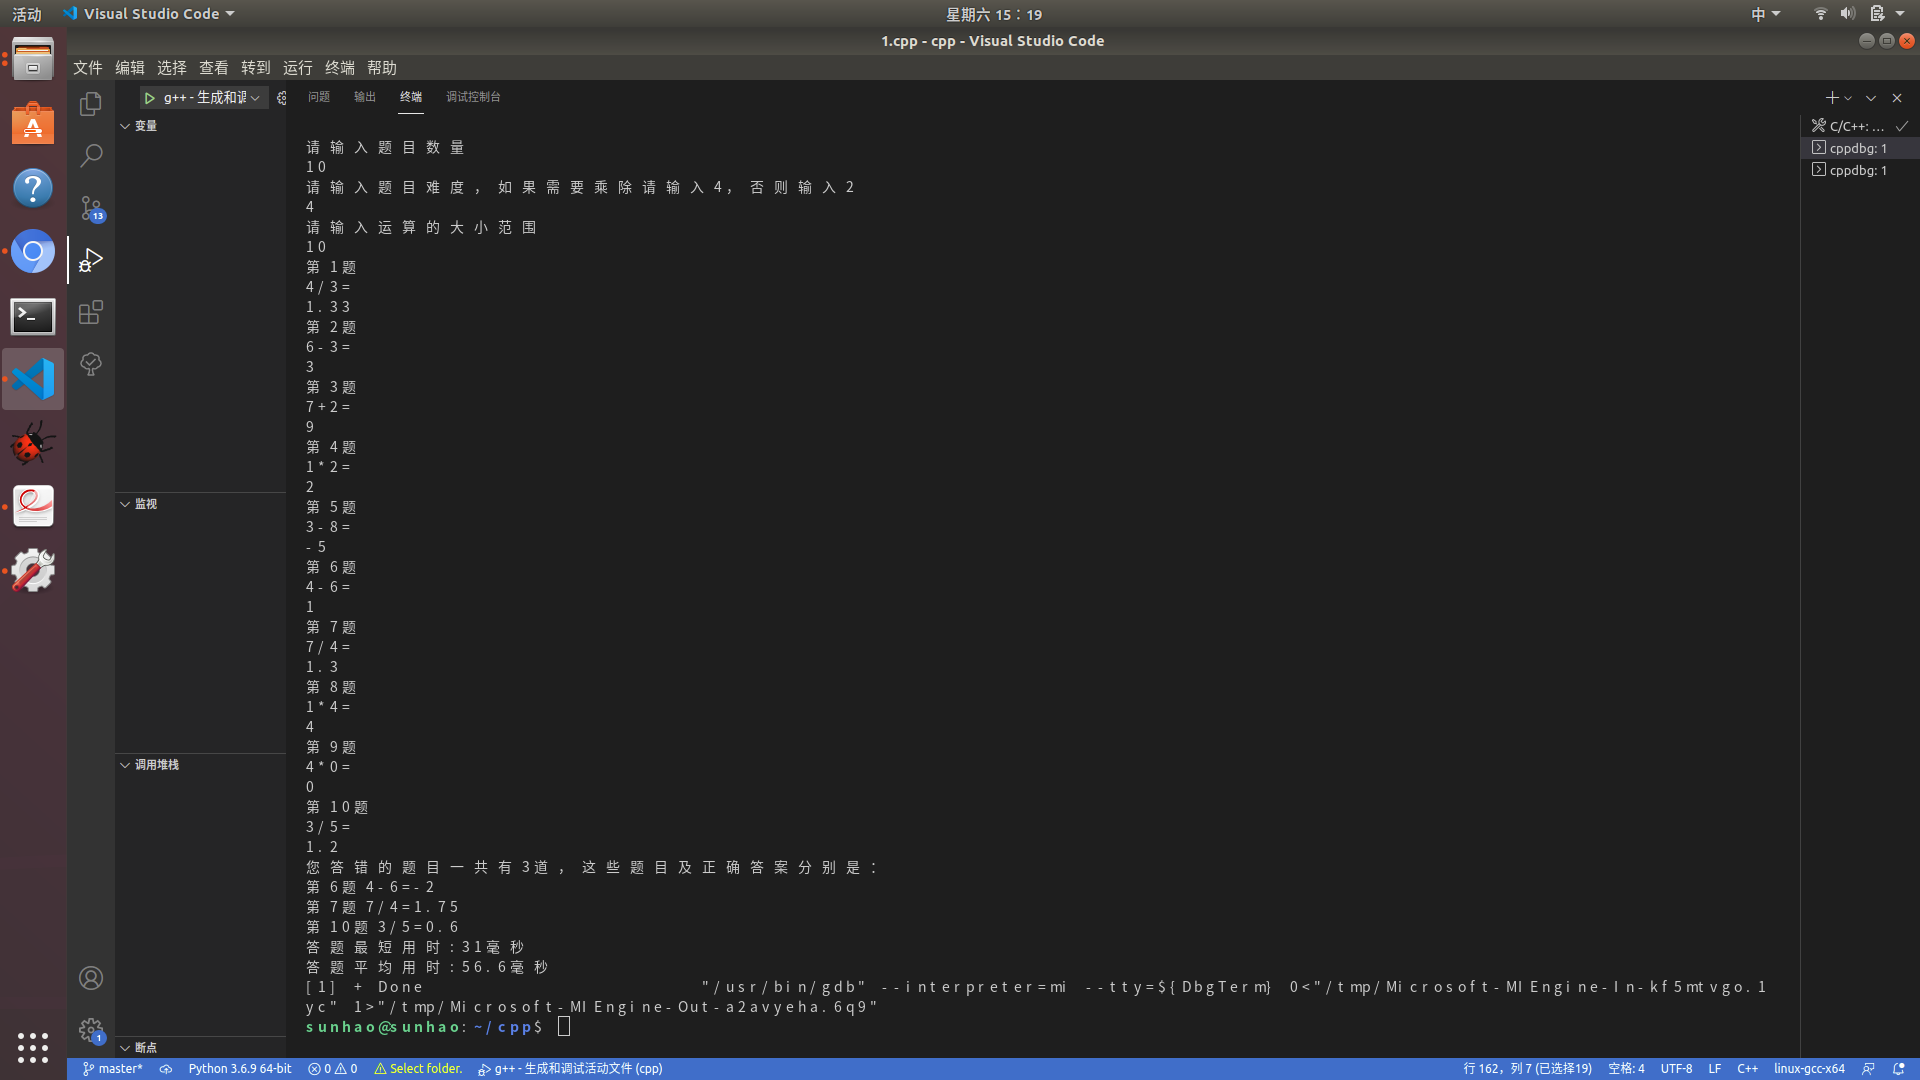 活动 Visual Studio Code 星期六 15：19 中
1.cpp - cpp - Visual Studio Code
文件 编辑 选择 查看 转到 运行 终端 帮助
g++ - 生成和调 问题 输出 终端 调试控制台
变量
监视
调用堆栈
断点
13
1
请输入题目数量
10
请输入题目难度，如果需要乘除请输入4，否则输入2
4
请输入运算的大小范围
10
第1题
4/3=
1.33
第2题
6-3=
3
第3题
7+2=
9
第4题
1*2=
2
第5题
3-8=
-5
第6题
4-6=
1
第7题
7/4=
1.3
第8题
1*4=
4
第9题
4*0=
0
第10题
3/5=
1.2
您答错的题目一共有3道，这些题目及正确答案分别是：
第6题 4-6=-2
第7题 7/4=1.75
第10题 3/5=0.6
答题最短用时:31毫秒
答题平均用时:56.6毫秒
[1] + Done "/usr/bin/gdb" --interpreter=mi --tty=${DbgTerm} 0<"/tmp/Microsoft-MIEngine-In-kf5mtvgo.1
yc" 1>"/tmp/Microsoft-MIEngine-Out-a2avyeha.6q9"
sunhao@sunhao:~/cpp$
C/C++: ...
cppdbg: 1
cppdbg: 1
master* Python 3.6.9 64-bit 0 0 Select folder. g++ - 生成和调试活动文件 (cpp) 行 162，列 7 (已选择19) 空格: 4 UTF-8 LF C++ linux-gcc-x64